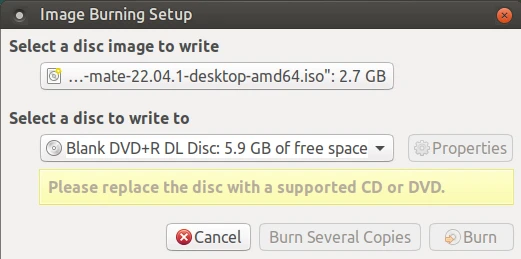 Image Burning Setup
Select a disc image to write
...-mate-22.04.1-desktop-amd64.iso": 2.7 GB
Select a disc to write to
Blank DVD+R DL Disc: 5.9 GB of free space
Properties
Please replace the disc with a supported CD or DVD.
Cancel
Burn Several Copies
Burn